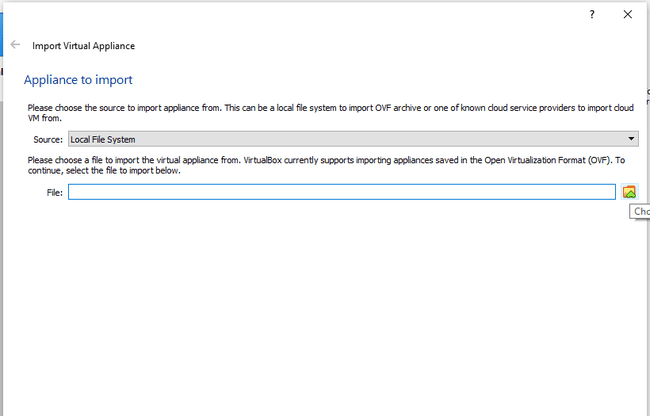 ?
Import Virtual Appliance
Appliance to import
Please choose the source to import appliance from. This can be a local file system to import OVF archive or one of known cloud service providers to import cloud
VM from.
Source: Local File System
Please choose a file to import the virtual appliance from. VirtualBox currently supports importing appliances saved in the Open Virtualization Format (OVF). To
continue, select the file to import below.
File: